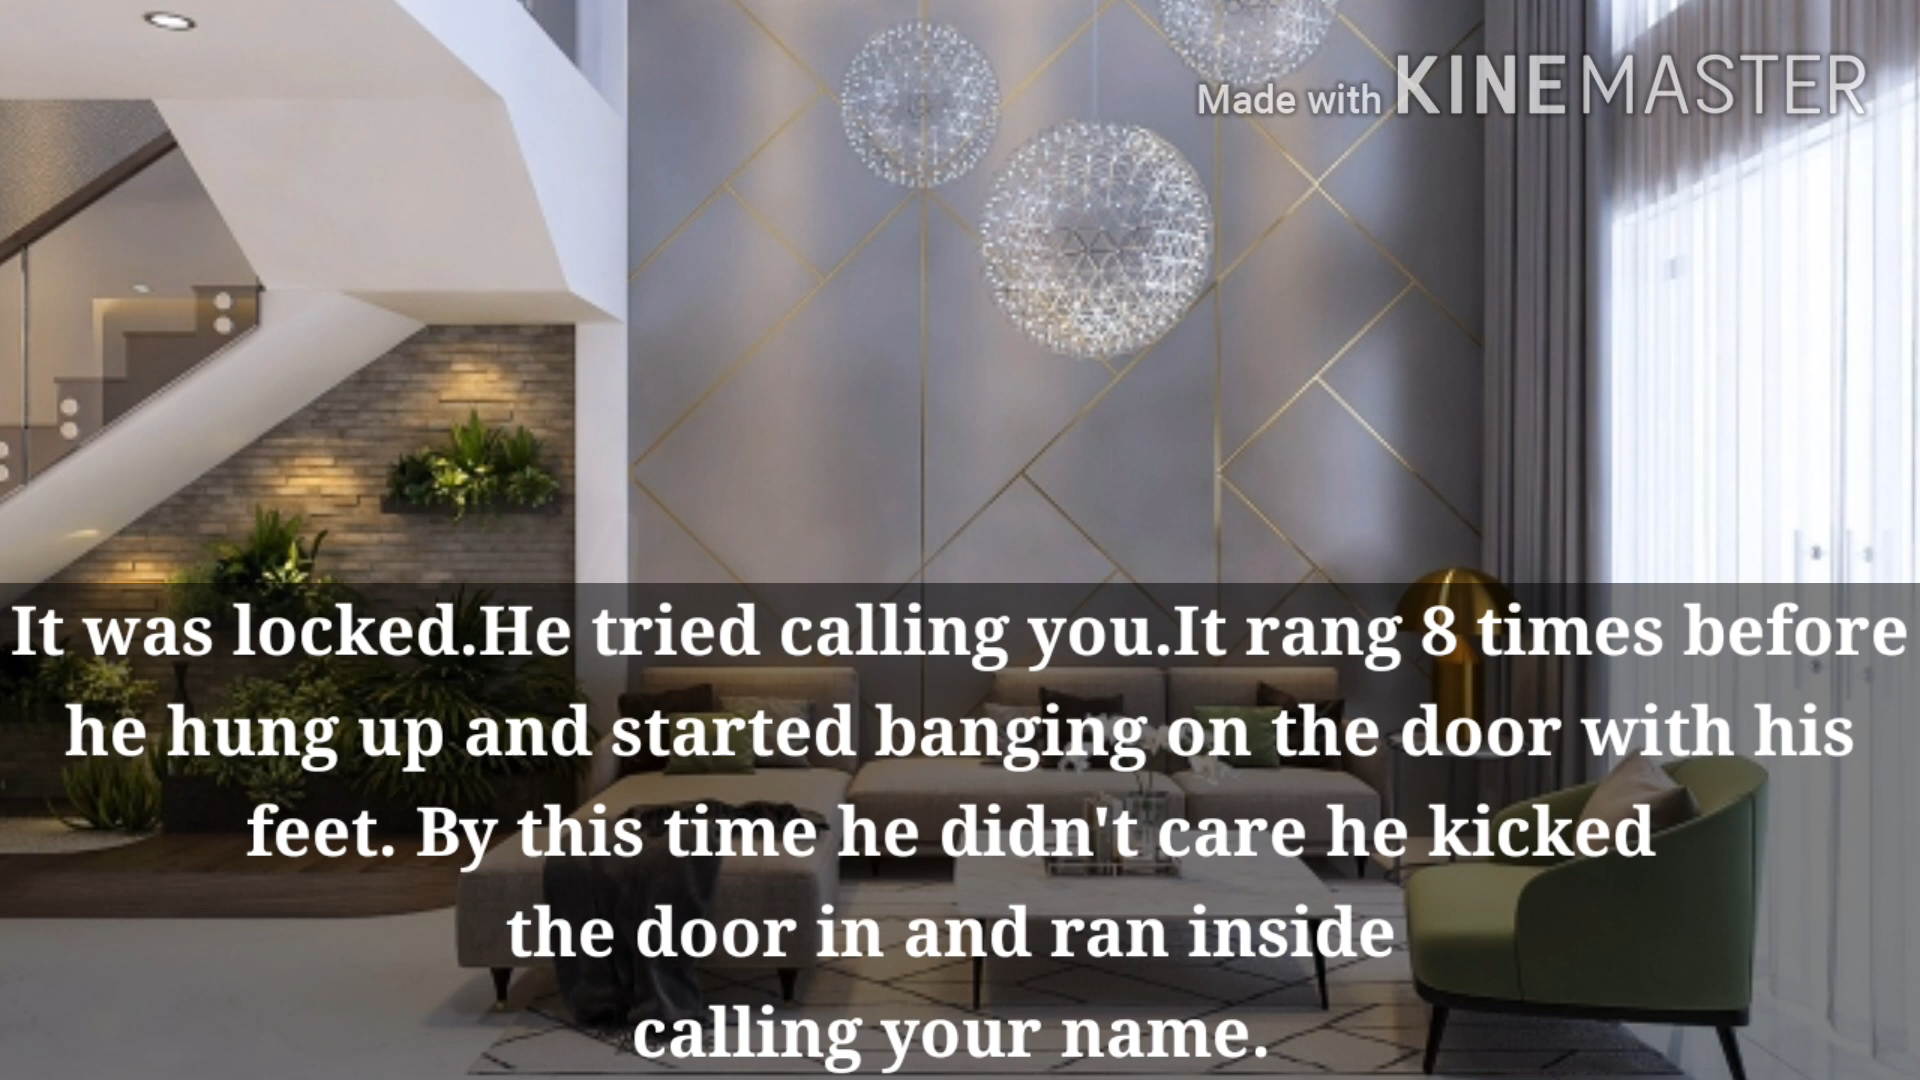 Made with KINEMASTER
It was locked.He tried calling you.It rang 8 times before
he hung up and started banging on the door with his
feet. By this time he didn't care he kicked
the door in and ran inside
calling your name.